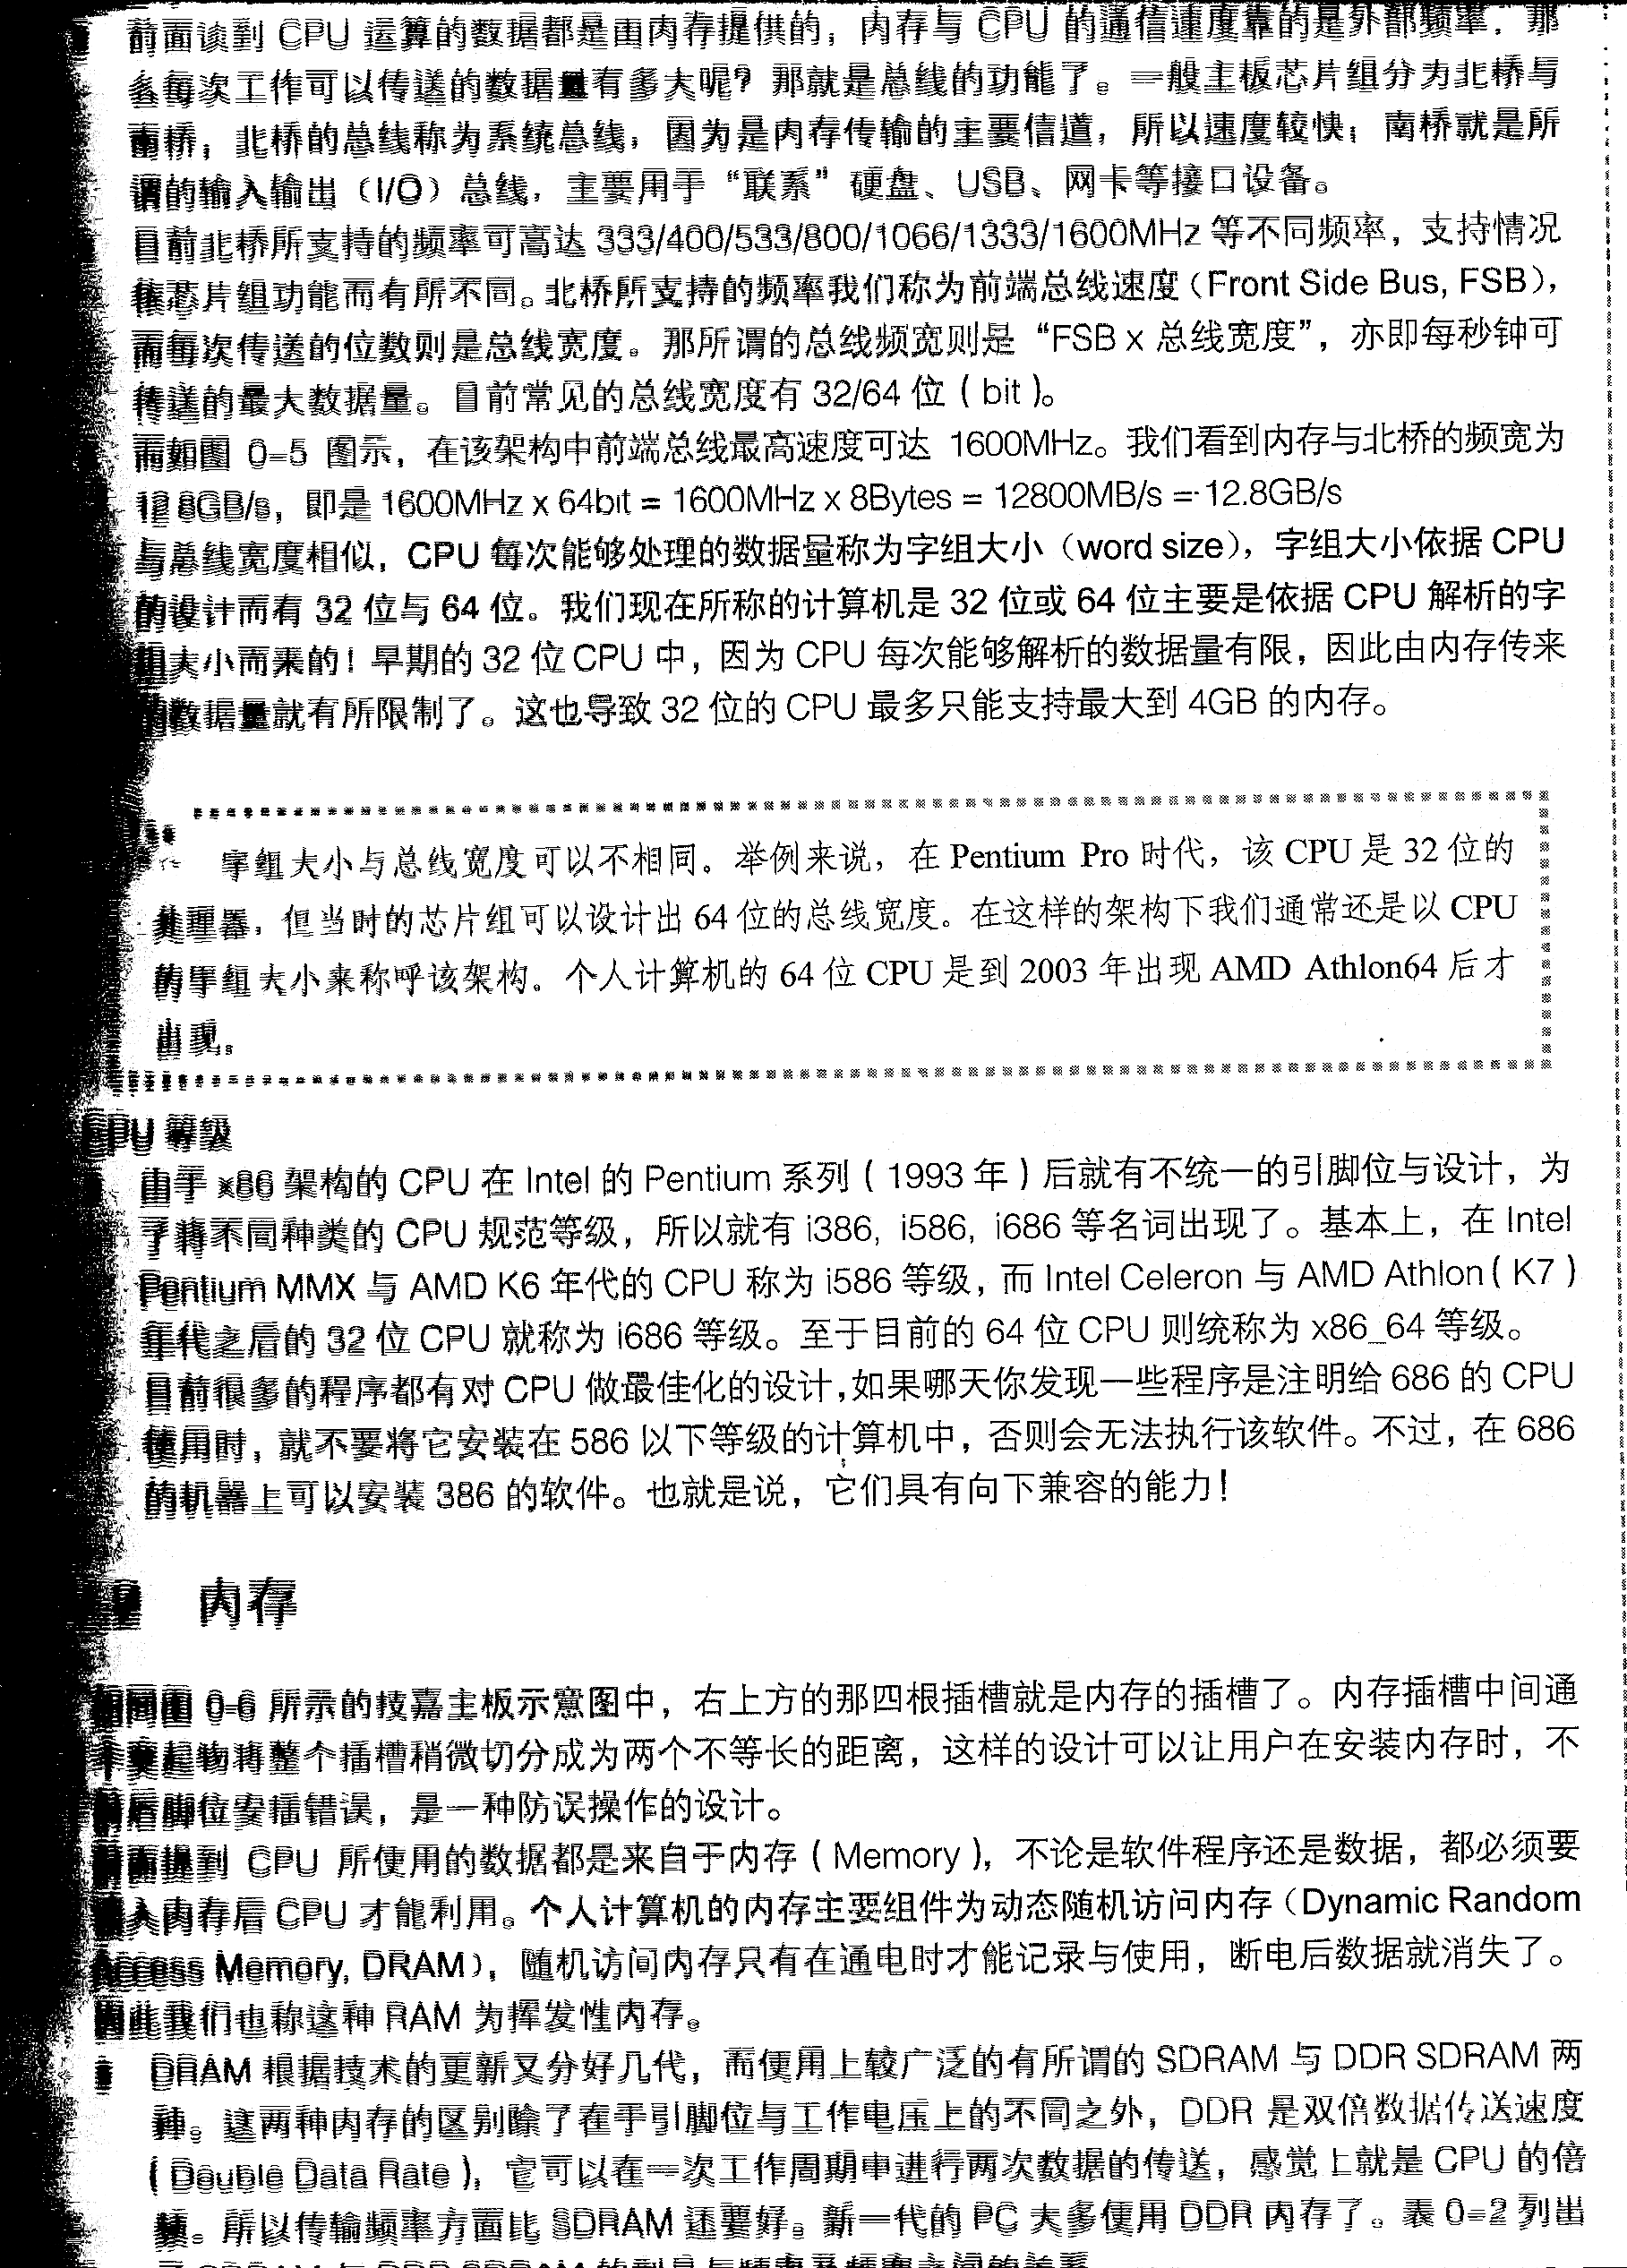 前面谈到 CPU 运算的数据都是由内存提供的，内存与 CPU 的通信速度靠的是外部频率，那
么每次工作可以传送的数据量有多大呢？那就是总线的功能了。一般主板芯片组分为北桥与
南桥，北桥的总线称为系统总线，因为是内存传输的主要信道，所以速度较快；南桥就是所
谓的输入输出（I/O）总线，主要用于“联系”硬盘、USB、网卡等接口设备。
目前北桥所支持的频率可高达 333/400/533/800/1066/1333/1600MHz 等不同频率，支持情况
依芯片组功能而有所不同。北桥所支持的频率我们称为前端总线速度（Front Side Bus, FSB），
而每次传送的位数则是总线宽度。那所谓的总线频宽则是“FSB x 总线宽度”，亦即每秒钟可
传送的最大数据量。目前常见的总线宽度有 32/64 位（bit）。
而如图 0-5 图示，在该架构中前端总线最高速度可达 1600MHz。我们看到内存与北桥的频宽为
12.8GB/s，即是 1600MHz x 64bit = 1600MHz x 8Bytes = 12800MB/s = 12.8GB/s
与总线宽度相似，CPU 每次能够处理的数据量称为字组大小（word size），字组大小依据 CPU
的设计而有 32 位与 64 位。我们现在所称的计算机是 32 位或 64 位主要是依据 CPU 解析的字
组大小而来的！早期的 32 位 CPU 中，因为 CPU 每次能够解析的数据量有限，因此由内存传来
的数据量就有所限制了。这也导致 32 位的 CPU 最多只能支持最大到 4GB 的内存。
字组大小与总线宽度可以不相同。举例来说，在 Pentium Pro 时代，该 CPU 是 32 位的
处理器，但当时的芯片组可以设计出 64 位的总线宽度。在这样的架构下我们通常还是以 CPU
的字组大小来称呼该架构。个人计算机的 64 位 CPU 是到 2003 年出现 AMD Athlon64 后才
出现。
CPU 等级
由于 x86 架构的 CPU 在 Intel 的 Pentium 系列（1993 年）后就有不统一的引脚位与设计，为
了将不同种类的 CPU 规范等级，所以就有 i386, i586, i686 等名词出现了。基本上，在 Intel
Pentium MMX 与 AMD K6 年代的 CPU 称为 i586 等级，而 Intel Celeron 与 AMD Athlon（K7）
年代之后的 32 位 CPU 就称为 i686 等级。至于目前的 64 位 CPU 则统称为 x86_64 等级。
目前很多的程序都有对 CPU 做最佳化的设计，如果哪天你发现一些程序是注明给 686 的 CPU
使用时，就不要将它安装在 586 以下等级的计算机中，否则会无法执行该软件。不过，在 686
的机器上可以安装 386 的软件。也就是说，它们具有向下兼容的能力！
内存
如同图 0-6 所示的技嘉主板示意图中，右上方的那四根插槽就是内存的插槽了。内存插槽中间通
个突起物将整个插槽稍微切分成为两个不等长的距离，这样的设计可以让用户在安装内存时，不
前后脚位安插错误，是一种防误操作的设计。
前面提到 CPU 所使用的数据都是来自于内存（Memory），不论是软件程序还是数据，都必须要
入内存后 CPU 才能利用。个人计算机的内存主要组件为动态随机访问内存（Dynamic Random
Access Memory, DRAM），随机访问内存只有在通电时才能记录与使用，断电后数据就消失了。
因此我们也称这种 RAM 为挥发性内存。
DRAM 根据技术的更新又分好几代，而使用上较广泛的有所谓的 SDRAM 与 DDR SDRAM 两
种。这两种内存的区别除了在于引脚位与工作电压上的不同之外，DDR 是双倍数据传送速度
（Double Data Rate），它可以在一次工作周期中进行两次数据的传送，感觉上就是 CPU 的倍
频。所以传输频率方面比 SDRAM 还要好。新一代的 PC 大多使用 DDR 内存了。表 0-2 列出